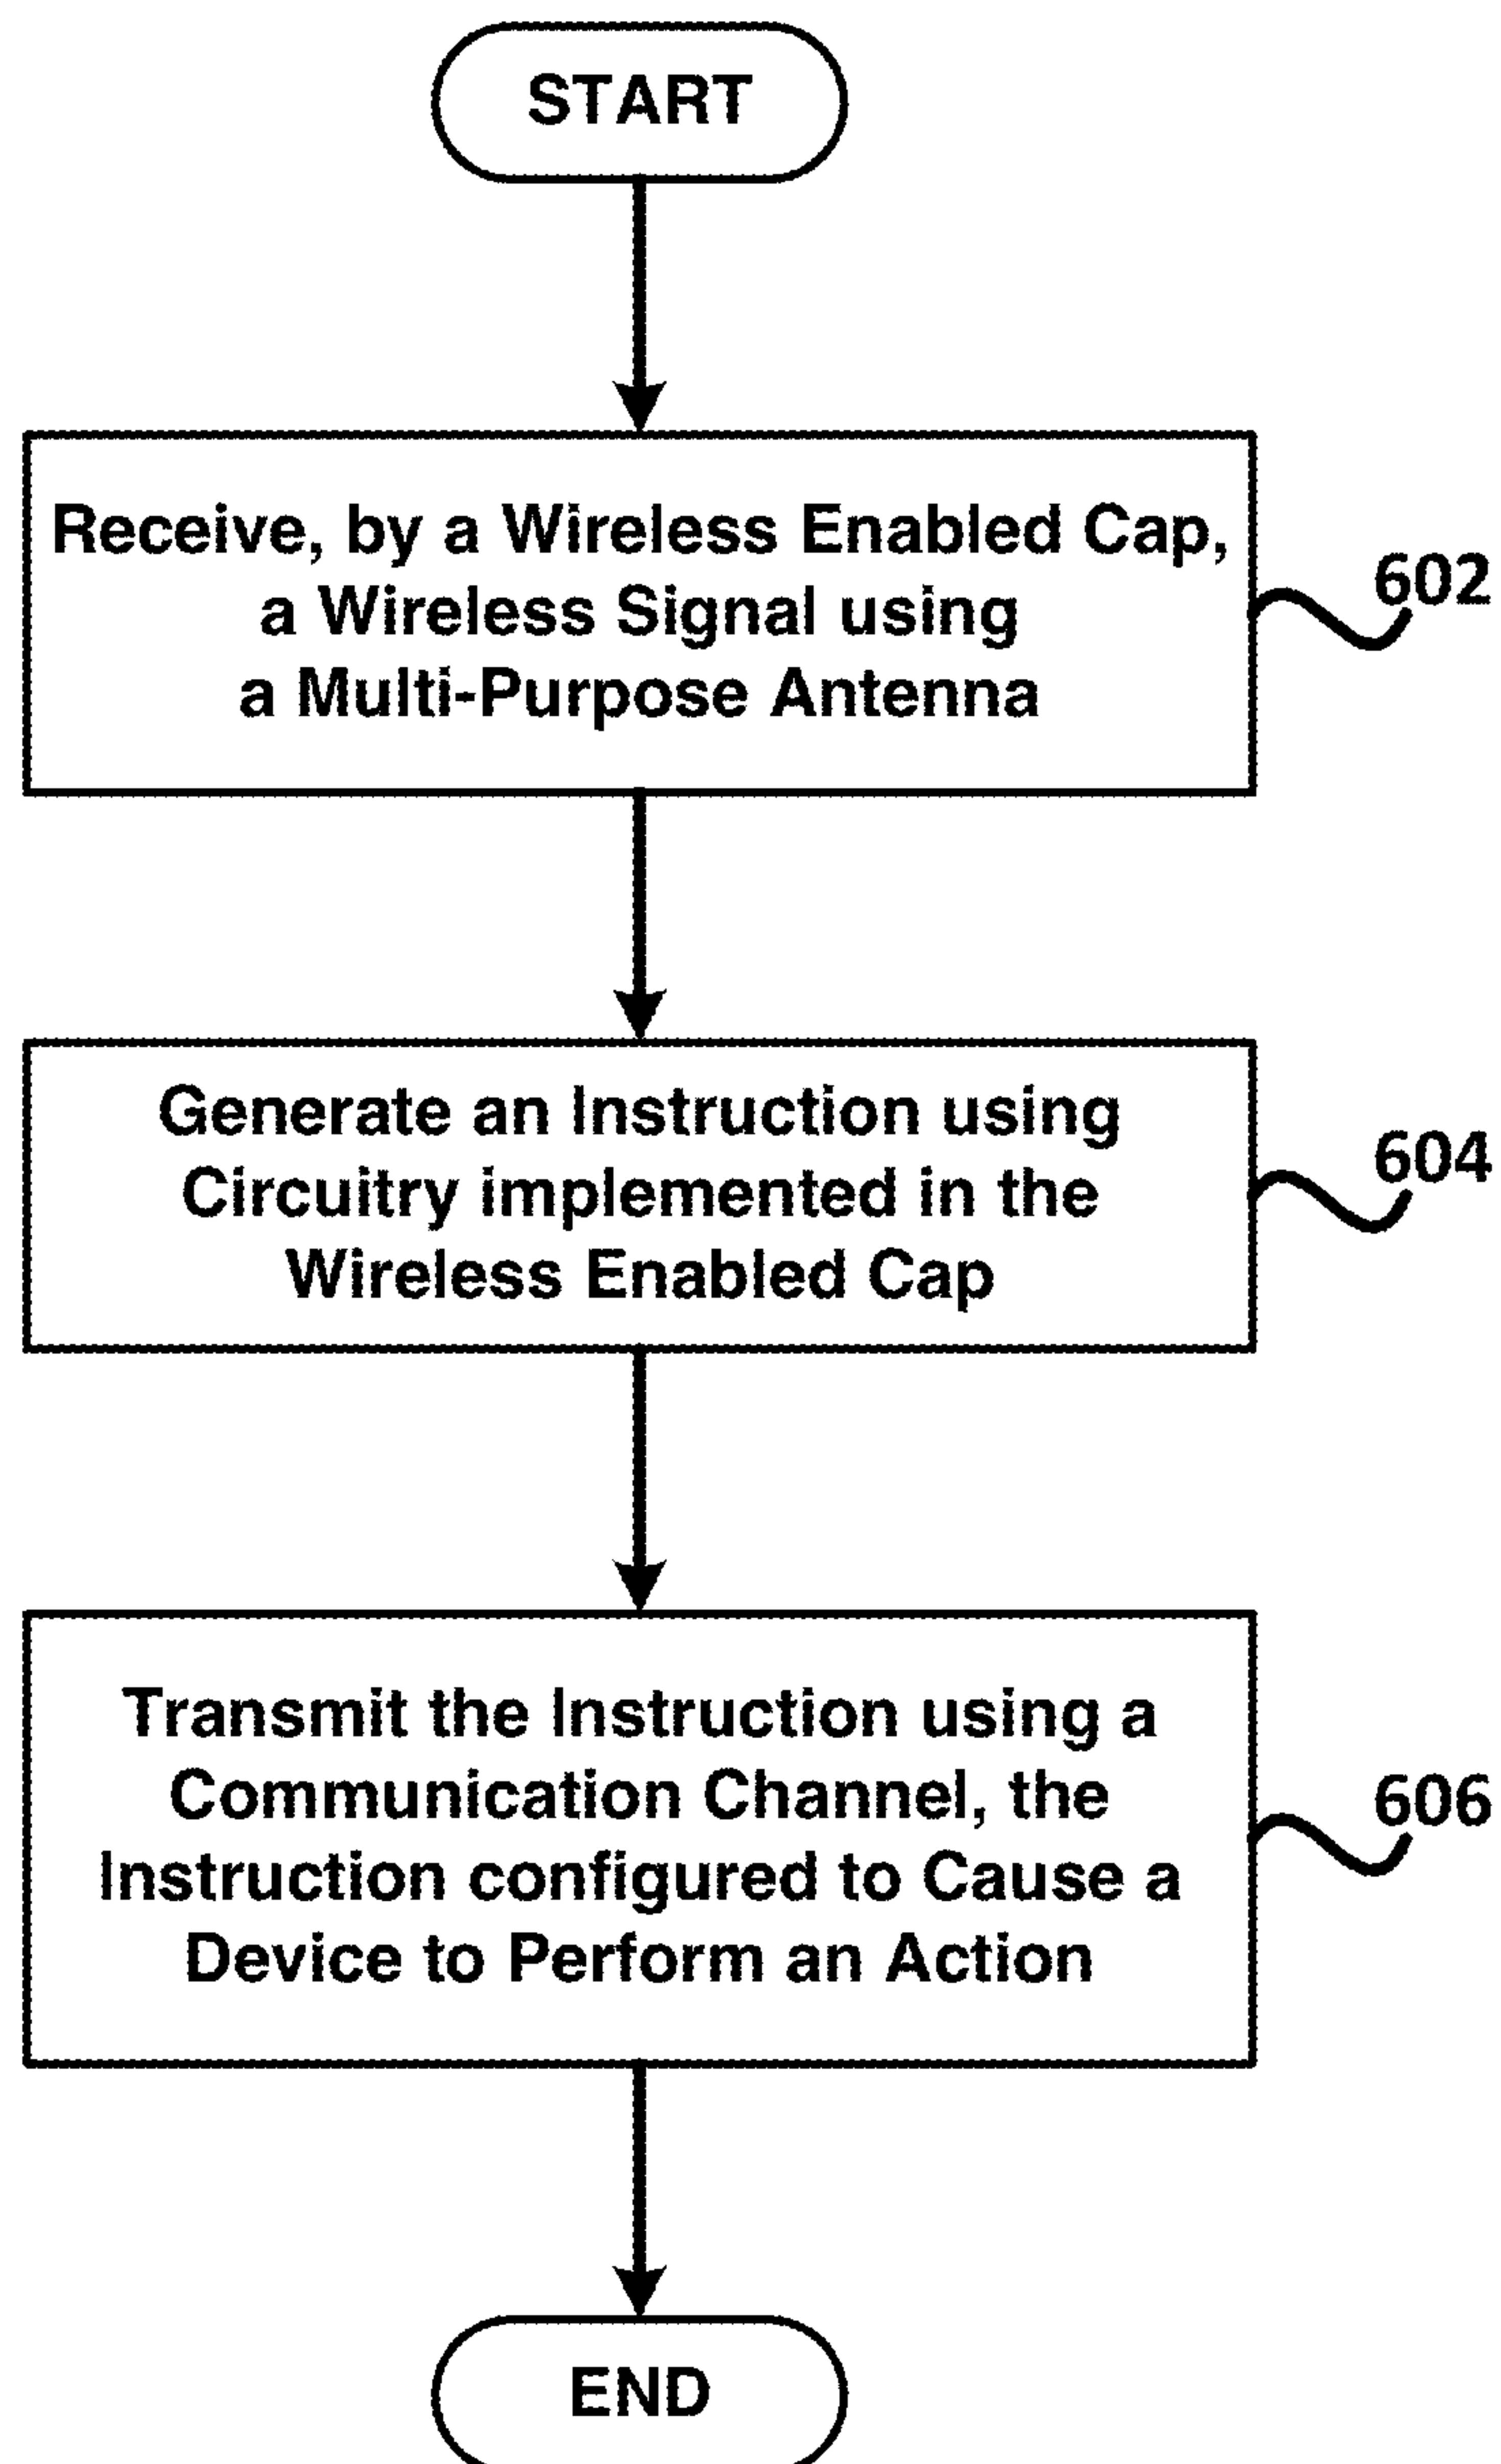 START
Receive, by a Wireless Enabled Cap,
a Wireless Signal using
a Multi-Purpose Antenna
602
Generate an Instruction using
Circuitry implemented in the
Wireless Enabled Cap
604
Transmit the Instruction using a
Communication Channel, the
Instruction configured to Cause a
Device to Perform an Action
606
END